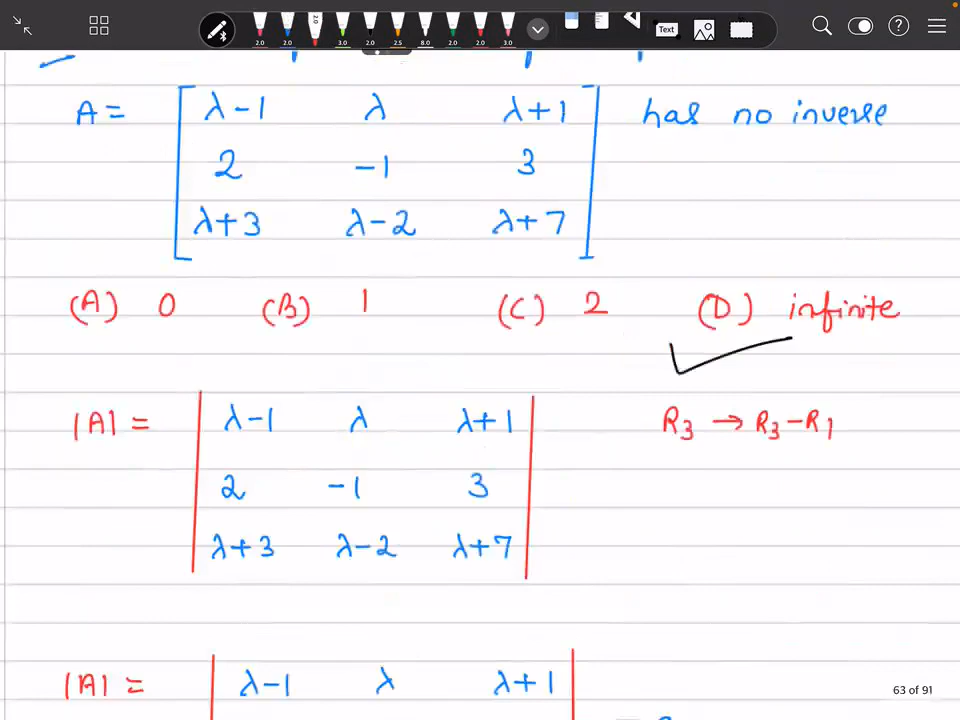 2.0 2.0 2.0 3.0 2.0 2.5 8.0 2.0 2.0 3.0 Text
A = [ λ-1 λ λ+1 ] has no inverse
2 -1 3
λ+3 λ-2 λ+7
(A) 0 (B) 1 (C) 2 (D) infinite
|A| = | λ-1 λ λ+1 | R3 → R3-R1
2 -1 3
λ+3 λ-2 λ+7
|A| = | λ-1 λ λ+1 |
63 of 91